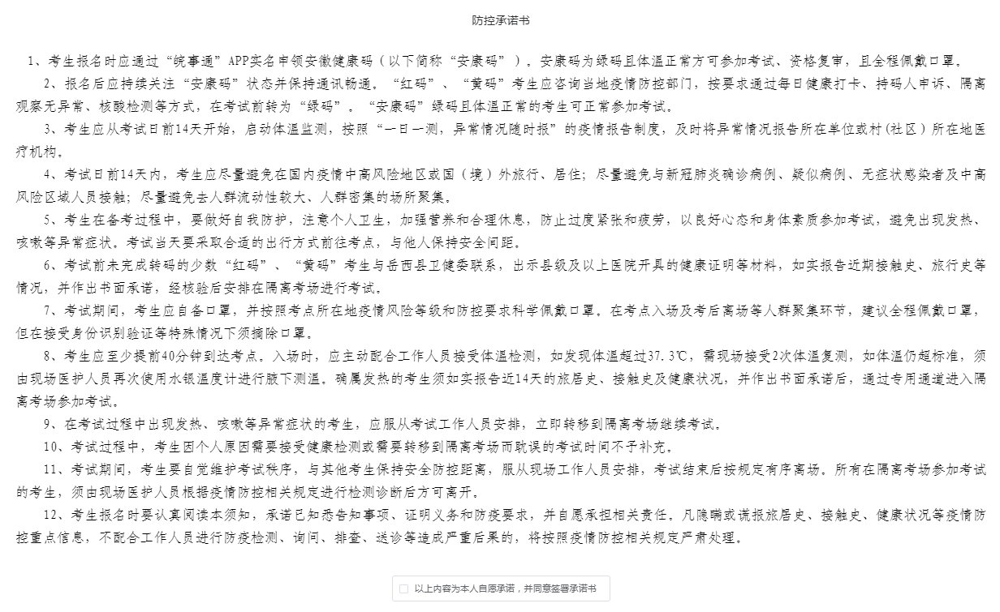 防控承诺书
1、考生报名时应通过“皖事通”APP实名申领安徽健康码（以下简称“安康码”）。安康码为绿码且体温正常方可参加考试、资格复审，且全程佩戴口罩。
2、报名后应持续关注“安康码”状态并保持通讯畅通。“红码”、“黄码”考生应咨询当地疫情防控部门，按要求通过每日健康打卡、持码人申诉、隔离
观察无异常、核酸检测等方式，在考试前转为“绿码”。“安康码”绿码且体温正常的考生可正常参加考试。
3、考生应从考试日前14天开始，启动体温监测，按照“一日一测，异常情况随时报”的疫情报告制度，及时将异常情况报告所在单位或村(社区）所在地医
疗机构。
4、考试日前14天内，考生应尽量避免在国内疫情中高风险地区或国（境）外旅行、居住；尽量避免与新冠肺炎确诊病例、疑似病例、无症状感染者及中高
风险区域人员接触；尽量避免去人群流动性较大、人群密集的场所聚集。
5、考生在备考过程中，要做好自我防护，注意个人卫生，加强营养和合理休息，防止过度紧张和疲劳，以良好心态和身体素质参加考试，避免出现发热、
咳嗽等异常症状。考试当天要采取合适的出行方式前往考点，与他人保持安全间距。
6、考试前未完成转码的少数“红码”、“黄码”考生与岳西县卫健委联系，出示县级及以上医院开具的健康证明等材料，如实报告近期接触史、旅行史等
情况，并作出书面承诺，经核验后安排在隔离考场进行考试。
7、考试期间，考生应自备口罩，并按照考点所在地疫情风险等级和防控要求科学佩戴口罩。在考点入场及考后离场等人群聚集环节，建议全程佩戴口罩，
但在接受身份识别验证等特殊情况下须摘除口罩。
8、考生应至少提前40分钟到达考点。入场时，应主动配合工作人员接受体温检测，如发现体温超过37.3℃，需现场接受2次体温复测，如体温仍超标准，须
由现场医护人员再次使用水银温度计进行腋下测温。确属发热的考生须如实报告近14天的旅居史、接触史及健康状况，并作出书面承诺后，通过专用通道进入隔
离考场参加考试。
9、在考试过程中出现发热、咳嗽等异常症状的考生，应服从考试工作人员安排，立即转移到隔离考场继续考试。
10、考试过程中，考生因个人原因需要接受健康检测或需要转移到隔离考场而耽误的考试时间不予补充。
11、考试期间，考生要自觉维护考试秩序，与其他考生保持安全防控距离，服从现场工作人员安排，考试结束后按规定有序离场。所有在隔离考场参加考试
的考生，须由现场医护人员根据疫情防控相关规定进行检测诊断后方可离开。
12、考生报名时要认真阅读本须知，承诺已知悉告知事项、证明义务和防疫要求，并自愿承担相关责任。凡隐瞒或谎报旅居史、接触史、健康状况等疫情防
控重点信息，不配合工作人员进行防疫检测、询问、排查、送诊等造成严重后果的，将按照疫情防控相关规定严肃处理。
以上内容为本人自愿承诺，并同意签署承诺书